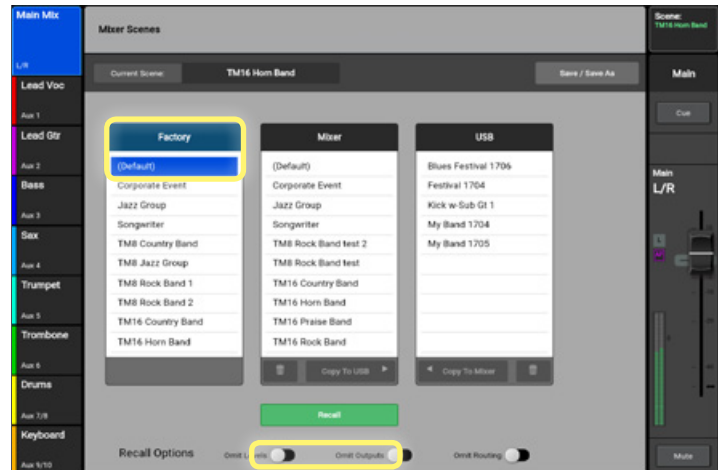 Main Mix
L/R
Lead Voc
Aux 1
Lead Gtr
Aux 2
Bass
Aux 3
Sax
Aux 4
Trumpet
Aux 5
Trombone
Aux 6
Drums
Aux 7/8
Keyboard
Aux 9/10
Mixer Scenes
Current Scene: TM16 Horn Band
Save / Save As
Factory
(Default)
Corporate Event
Jazz Group
Songwriter
TM8 Country Band
TM8 Jazz Group
TM8 Rock Band 1
TM8 Rock Band 2
TM16 Country Band
TM16 Horn Band
Mixer
(Default)
Corporate Event
Jazz Group
Songwriter
TM8 Rock Band test 2
TM8 Rock Band test
TM16 Country Band
TM16 Horn Band
TM16 Praise Band
TM16 Rock Band
Copy To USB
USB
Blues Festival 1706
Festival 1704
Kick w-Sub Gt 1
My Band 1704
My Band 1705
Copy To Mixer
Recall
Recall Options
Omit Levels
Omit Outputs
Omit Routing
Scene:
TM16 Horn Band
Main
Cue
Main
L/R
L
M
Mute